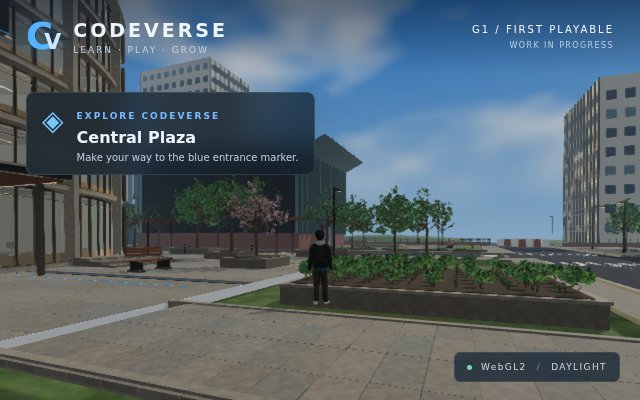 CV CODEVERSE
LEARN · PLAY · GROW
G1 / FIRST PLAYABLE
WORK IN PROGRESS
EXPLORE CODEVERSE
Central Plaza
Make your way to the blue entrance marker.
WebGL2 / DAYLIGHT